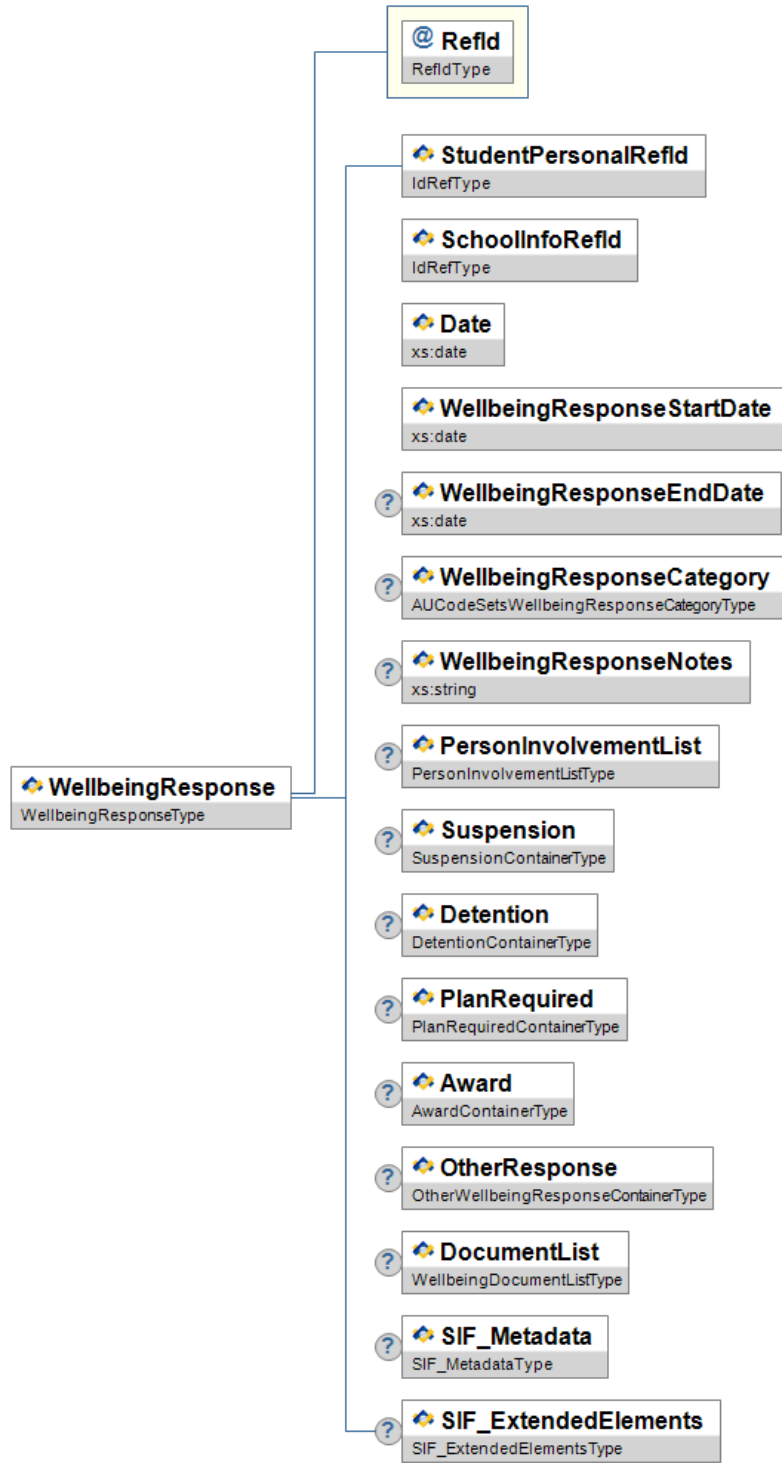 @ RefId
RefIdType
StudentPersonalRefId
IdRefType
SchoolInfoRefId
IdRefType
Date
xs:date
WellbeingResponseStartDate
xs:date
? WellbeingResponseEndDate
xs:date
? WellbeingResponseCategory
AUCodeSetsWellbeingResponseCategoryType
? WellbeingResponseNotes
xs:string
? PersonInvolvementList
PersonInvolvementListType
WellbeingResponse
WellbeingResponseType
? Suspension
SuspensionContainerType
? Detention
DetentionContainerType
? PlanRequired
PlanRequiredContainerType
? Award
AwardContainerType
? OtherResponse
OtherWellbeingResponseContainerType
? DocumentList
WellbeingDocumentListType
? SIF_Metadata
SIF_MetadataType
? SIF_ExtendedElements
SIF_ExtendedElementsType